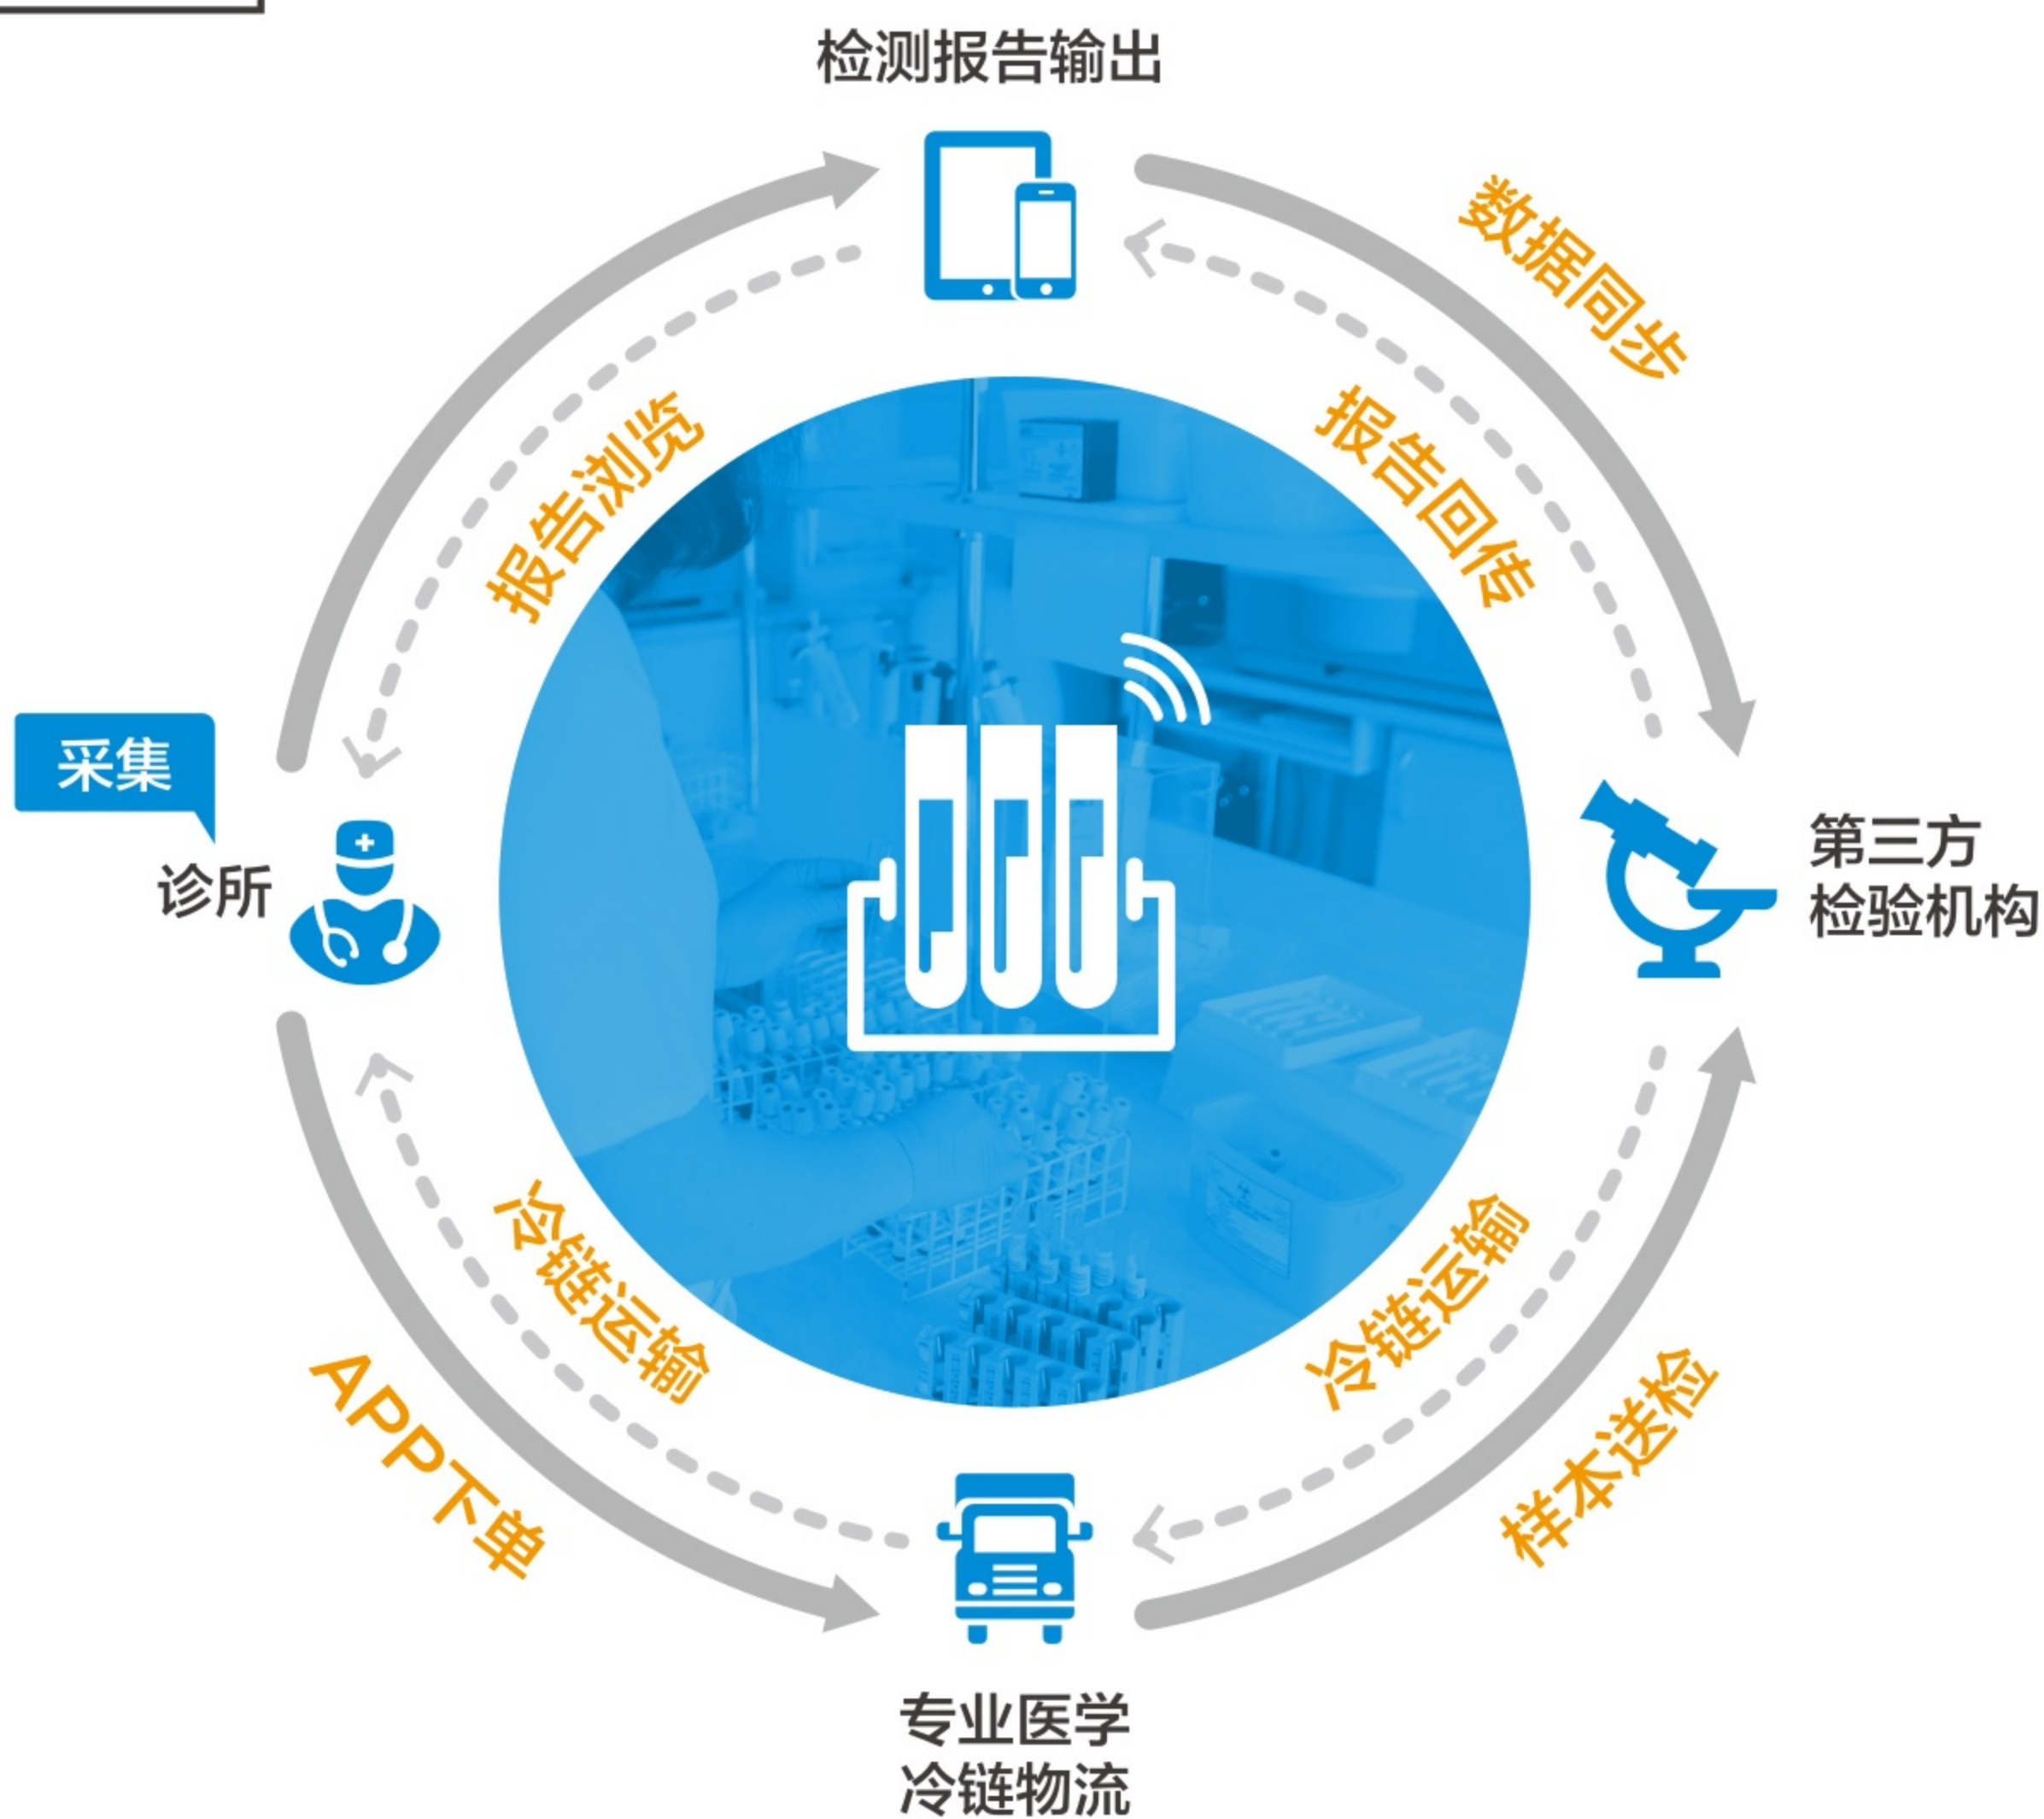 检测报告输出
数据同步
报告浏览
报告回传
采集
诊所
第三方
检验机构
冷链运输
冷链运输
APP下单
样本送检
专业医学
冷链物流